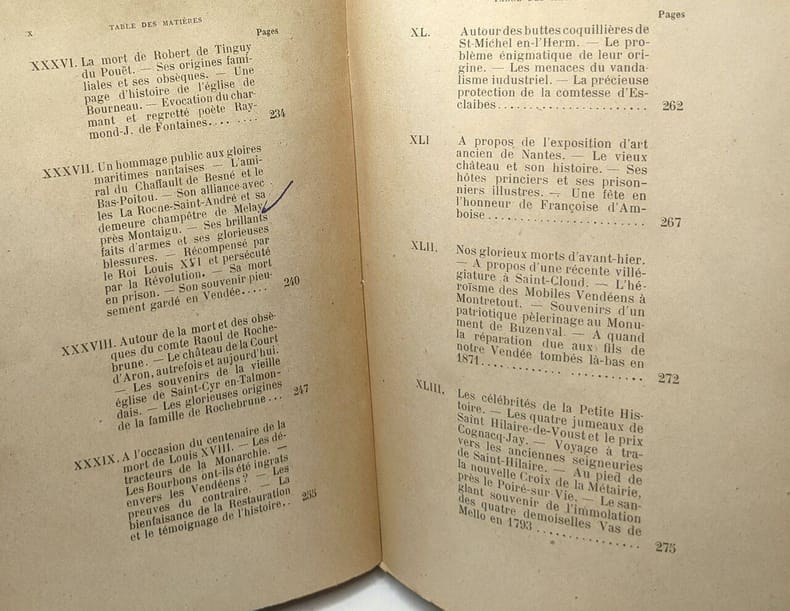 X
TABLE DES MATIÈRES
Pages
XXXVI. La mort de Robert de Tinguy
du Pouët. — Ses origines fami-
liales et ses obsèques. — Une
page d'histoire de l'église de
Bourneau. — Evocation du char-
mant et regretté poète Ray-
mond-J. de Fontaines........ 234
XXXVII. Un hommage public aux gloires
maritimes nantaises — L'ami-
ral du Chaffault de Besné et le
Bas-Poitou. — Son alliance avec
les La Roche-Saint-André et sa
demeure champêtre de Melay
près Montaigu. — Ses brillants
faits d'armes et ses glorieuses
blessures. — Récompensé par
le Roi Louis XVI et persécuté
par la Révolution. — Sa mort
en prison. — Son souvenir pieu-
sement gardé en Vendée..... 240
XXXVIII. Autour de la mort et des obsè-
ques du comte Raoul de Roche-
brune. — Le château de la Court
d'Aron, autrefois et aujourd'hui.
— Les souvenirs de la vieille
église de Saint-Cyr en-Talmon-
dais. — Les glorieuses origines
de la famille de Rochebrune... 247
XXXIX. A l'occasion du centenaire de la
mort de Louis XVIII. — Les dé-
tracteurs de la Monarchie. —
Les Bourbons ont-ils été ingrats
envers les Vendéens ? — Les
preuves du contraire. — La
bienfaisance de la Restauration
et le témoignage de l'histoire.. 255
Pages
XL. Autour des buttes coquillières de
St-Michel en-l'Herm. — Le pro-
blème énigmatique de leur ori-
gine. — Les menaces du vanda-
lisme iudustriel. — La précieuse
protection de la comtesse d'Es-
claibes........................ 262
XLI A propos de l'exposition d'art
ancien de Nantes. — Le vieux
château et son histoire. — Ses
hôtes princiers et ses prison-
niers illustres. — Une fête en
l'honneur de Françoise d'Am-
boise........................ 267
XLII. Nos glorieux morts d'avant-hier.
— A propos d'une récente villé-
giature à Saint-Cloud. — L'hé-
roïsme des Mobiles Vendéens à
Montretout. — Souvenirs d'un
patriotique pèlerinage au Monu-
ment de Buzenval. — A quand
la réparation due aux fils de
notre Vendée tombés là-bas en
1871........................ 272
XLIII. Les célébrités de la Petite His-
toire. — Les quatre jumeaux de
Saint Hilaire-de-Voust et le prix
Cognacq-Jay. — Voyage à tra-
vers les anciennes seigneuries
de Saint-Hilaire. — Au pied de
la nouvelle Croix de la Métairie,
près le Poiré-sur-Vie. — Le san-
glant souvenir de l'immolation
des quatre demoiselles Vas de
Mello en 1793 ................ 275